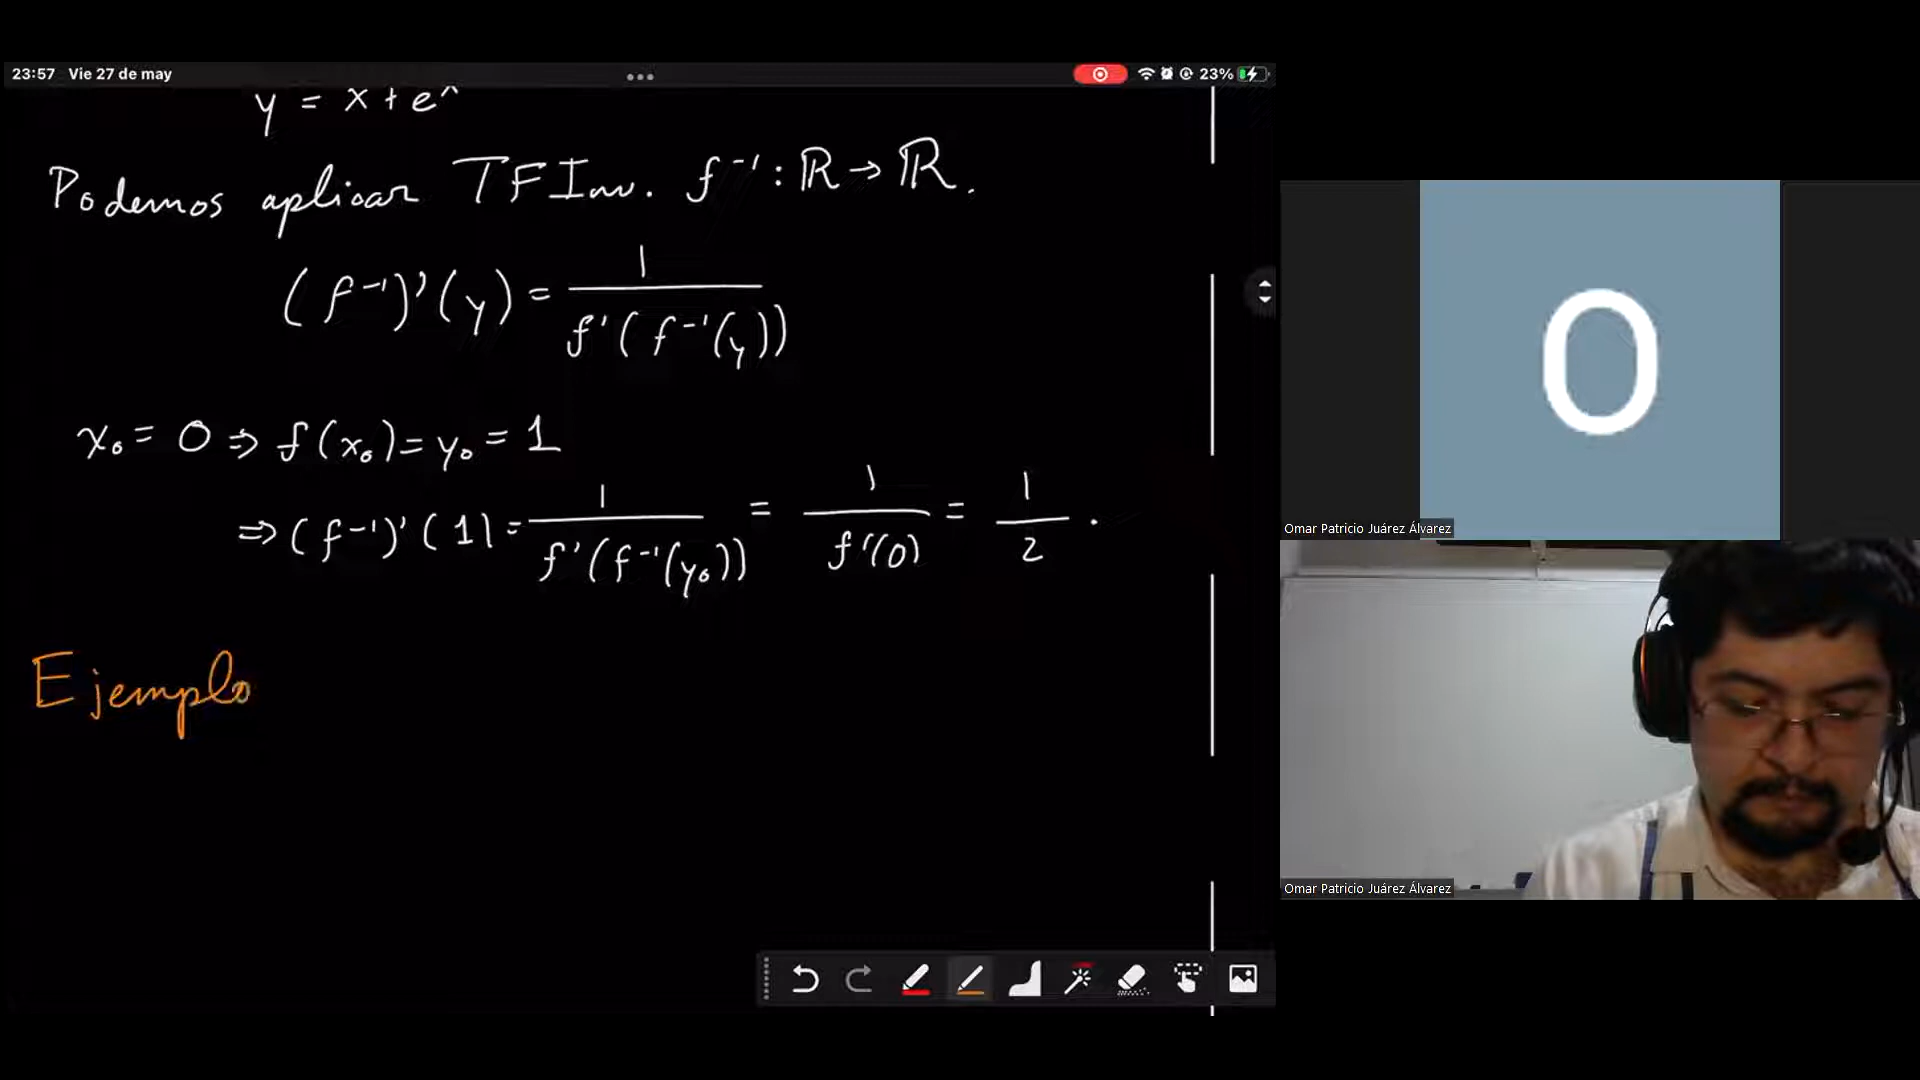 23:57 Vie 27 de may
23%
y = x + e^x
Podemos aplicar TFInv. f⁻¹: ℝ → ℝ.
(f⁻¹)'(y) = 1 / f'(f⁻¹(y))
x₀ = 0 ⇒ f(x₀) = y₀ = 1
⇒ (f⁻¹)'(1) = 1 / f'(f⁻¹(y₀)) = 1 / f'(0) = 1 / 2 .
Ejemplo
O
Omar Patricio Juárez Álvarez
Omar Patricio Juárez Álvarez